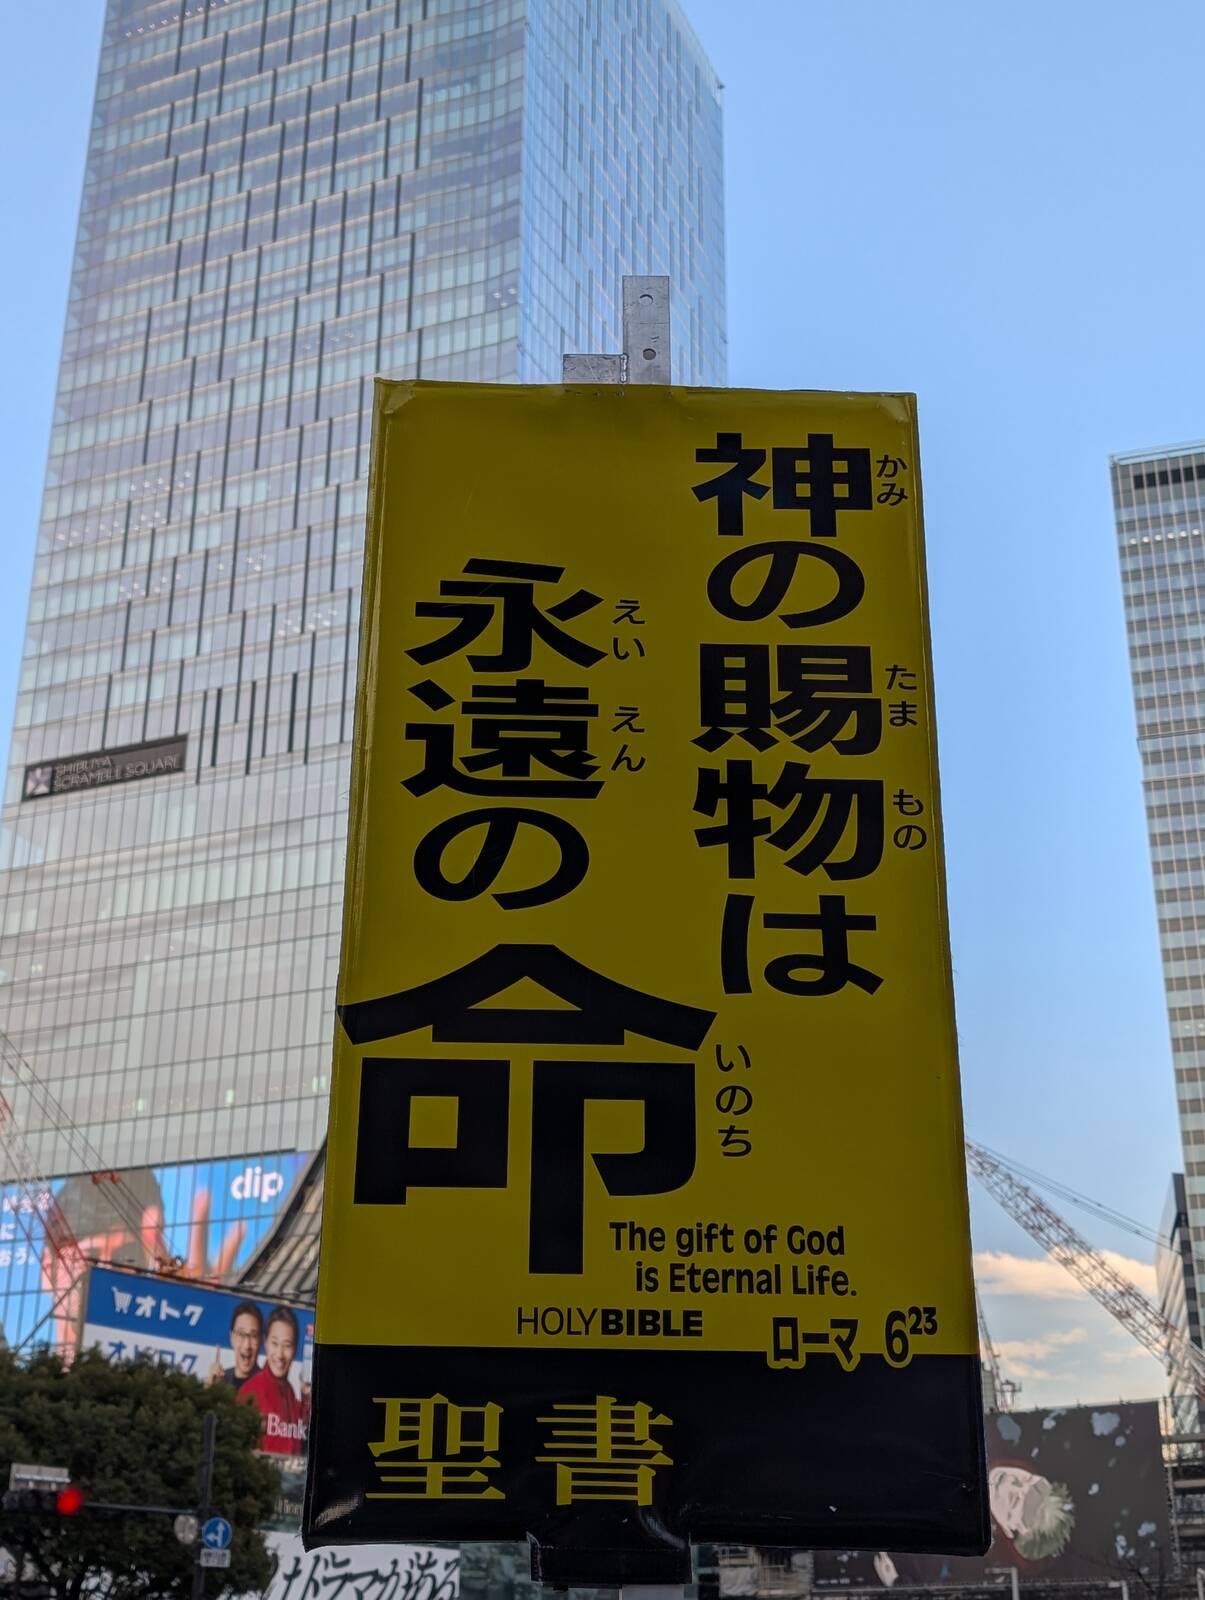 神の賜物は
かみ
たま
もの
永遠の
えい
えん
命
いのち
The gift of God
is Eternal Life.
HOLYBIBLE
ローマ 6 23
聖書
SHIBUYA
SCRAMBLE SQUARE
dip
オトク
Bank